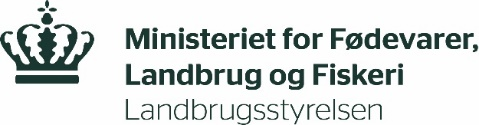 Ministeriet for Fødevarer,
Landbrug og Fiskeri
Landbrugsstyrelsen